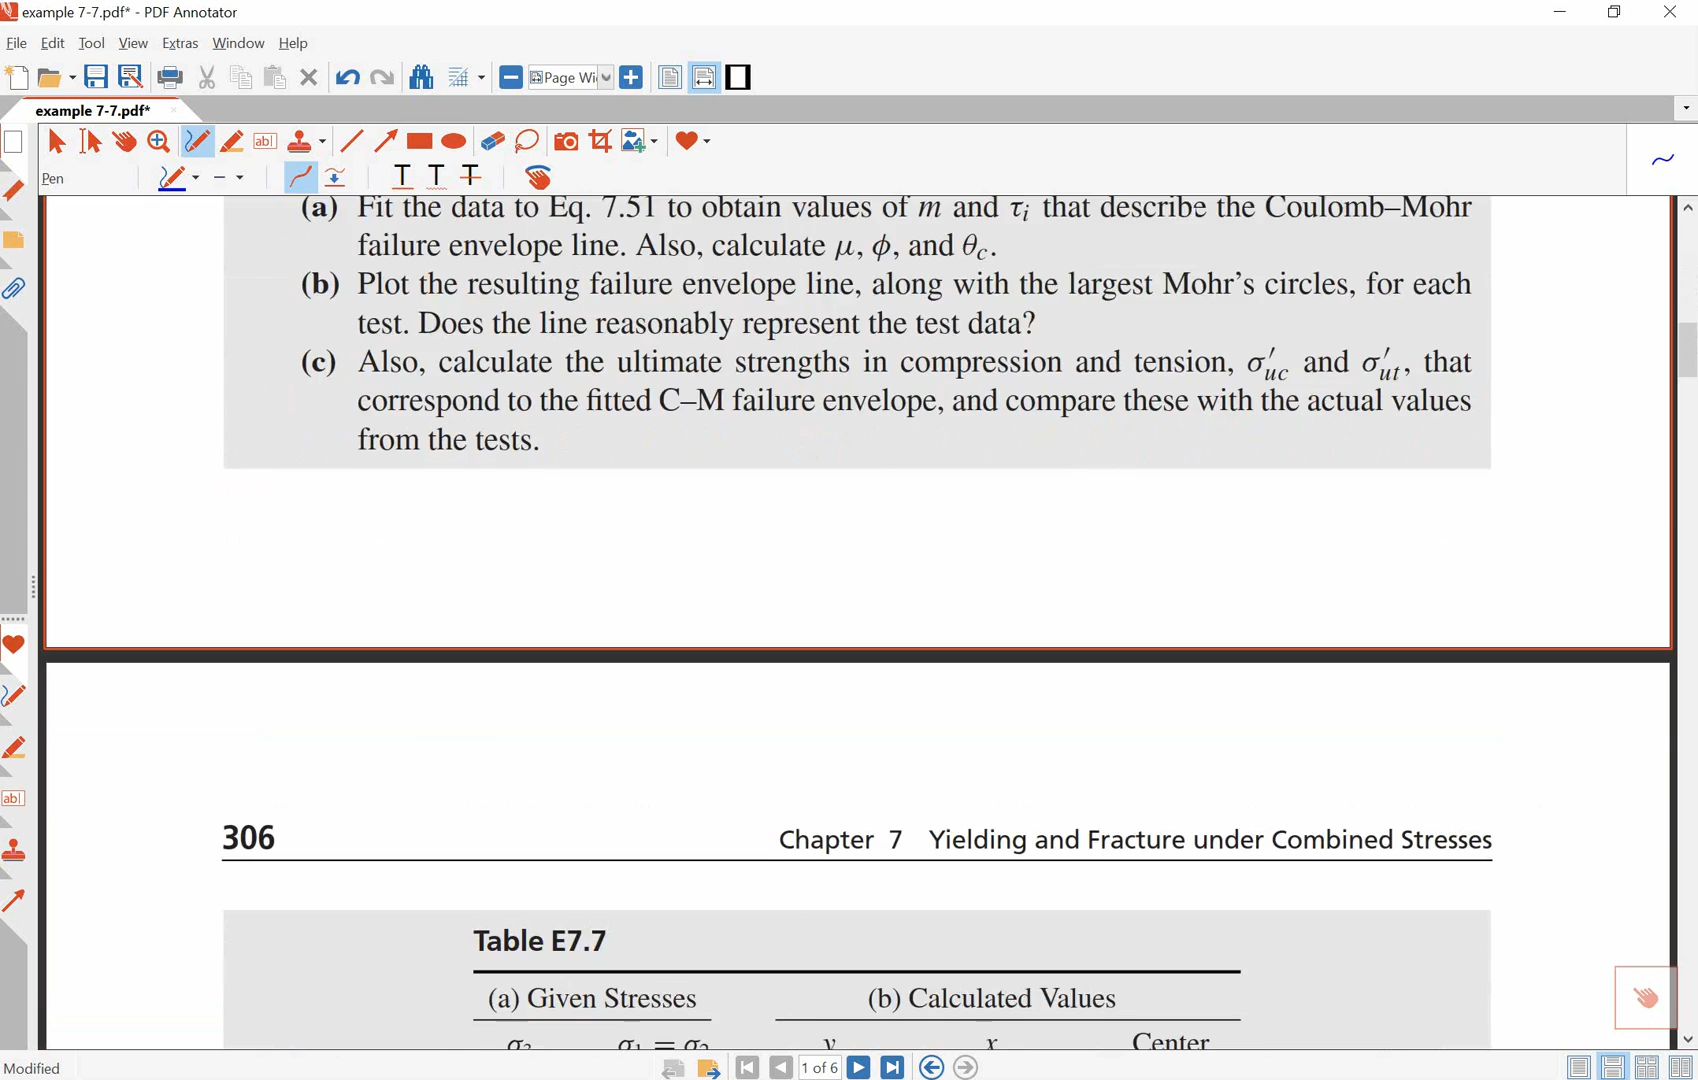 example 7-7.pdf* - PDF Annotator
File Edit Tool View Extras Window Help
Page Wi
example 7-7.pdf*
Pen
(a) Fit the data to Eq. 7.51 to obtain values of m and τi that describe the Coulomb–Mohr
failure envelope line. Also, calculate μ, ϕ, and θc.
(b) Plot the resulting failure envelope line, along with the largest Mohr's circles, for each
test. Does the line reasonably represent the test data?
(c) Also, calculate the ultimate strengths in compression and tension, σ′uc and σ′ut, that
correspond to the fitted C–M failure envelope, and compare these with the actual values
from the tests.
306 Chapter 7 Yielding and Fracture under Combined Stresses
Table E7.7
(a) Given Stresses (b) Calculated Values
σ3 σ1 = σ2 y x Center
Modified 1 of 6